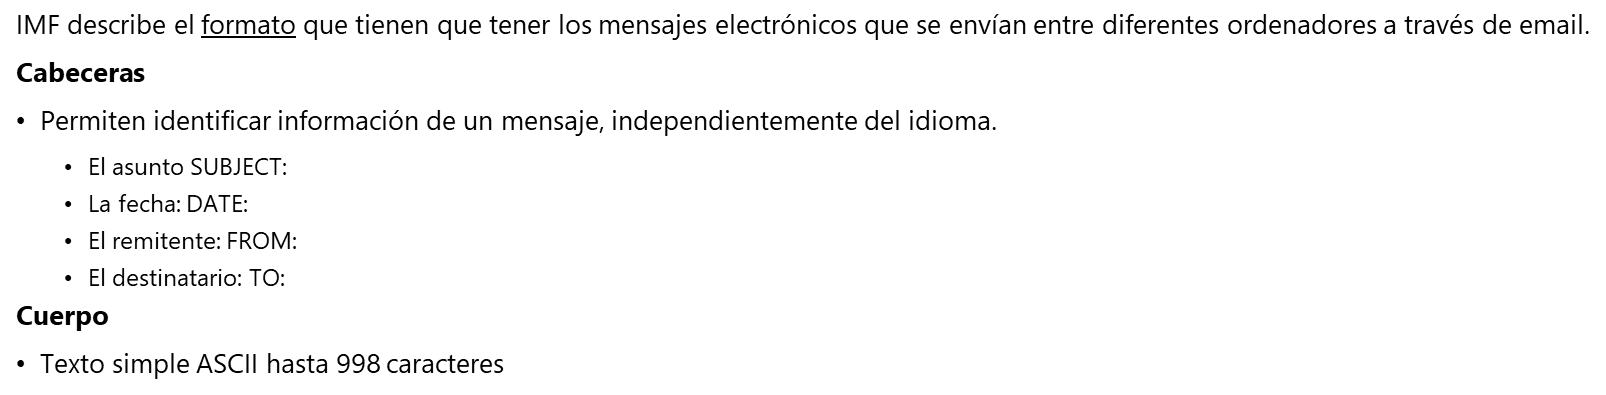 IMF describe el formato que tienen que tener los mensajes electrónicos que se envían entre diferentes ordenadores a través de email.
Cabeceras
• Permiten identificar información de un mensaje, independientemente del idioma.
• El asunto SUBJECT:
• La fecha: DATE:
• El remitente: FROM:
• El destinatario: TO:
Cuerpo
• Texto simple ASCII hasta 998 caracteres